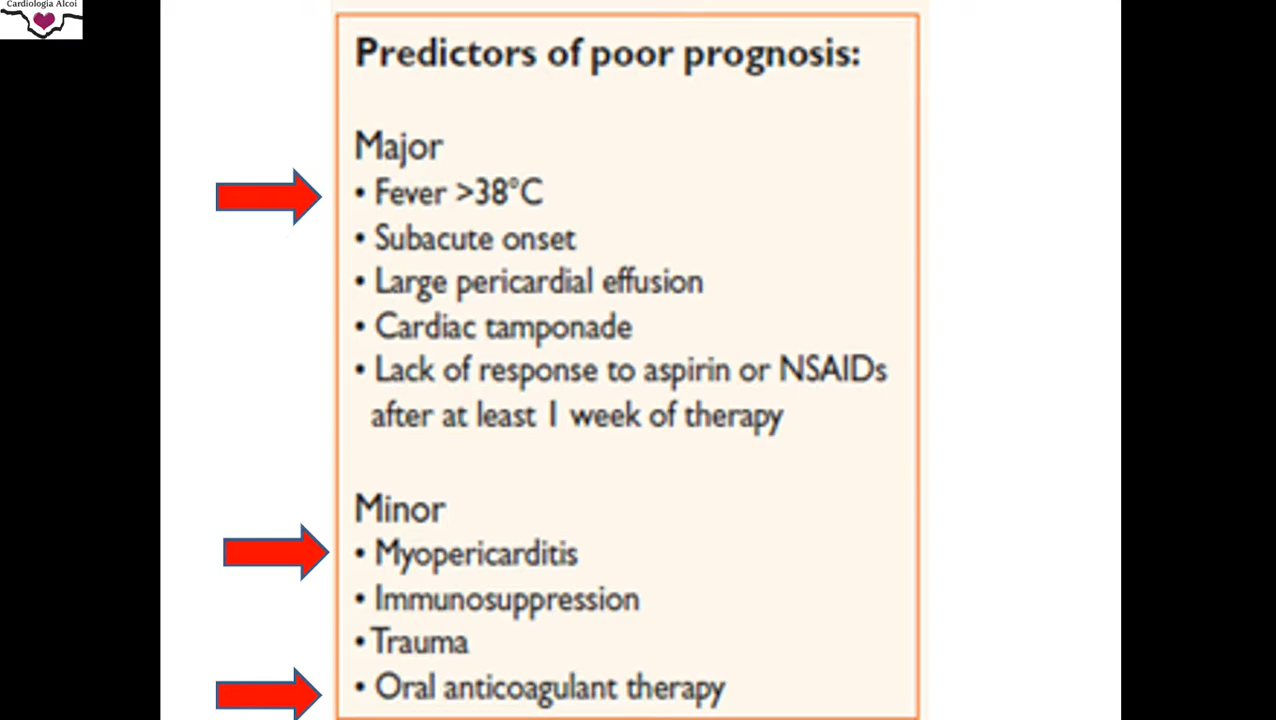 Cardiologia Alcoi
Predictors of poor prognosis:
Major
• Fever >38°C
• Subacute onset
• Large pericardial effusion
• Cardiac tamponade
• Lack of response to aspirin or NSAIDs
after at least 1 week of therapy
Minor
• Myopericarditis
• Immunosuppression
• Trauma
• Oral anticoagulant therapy